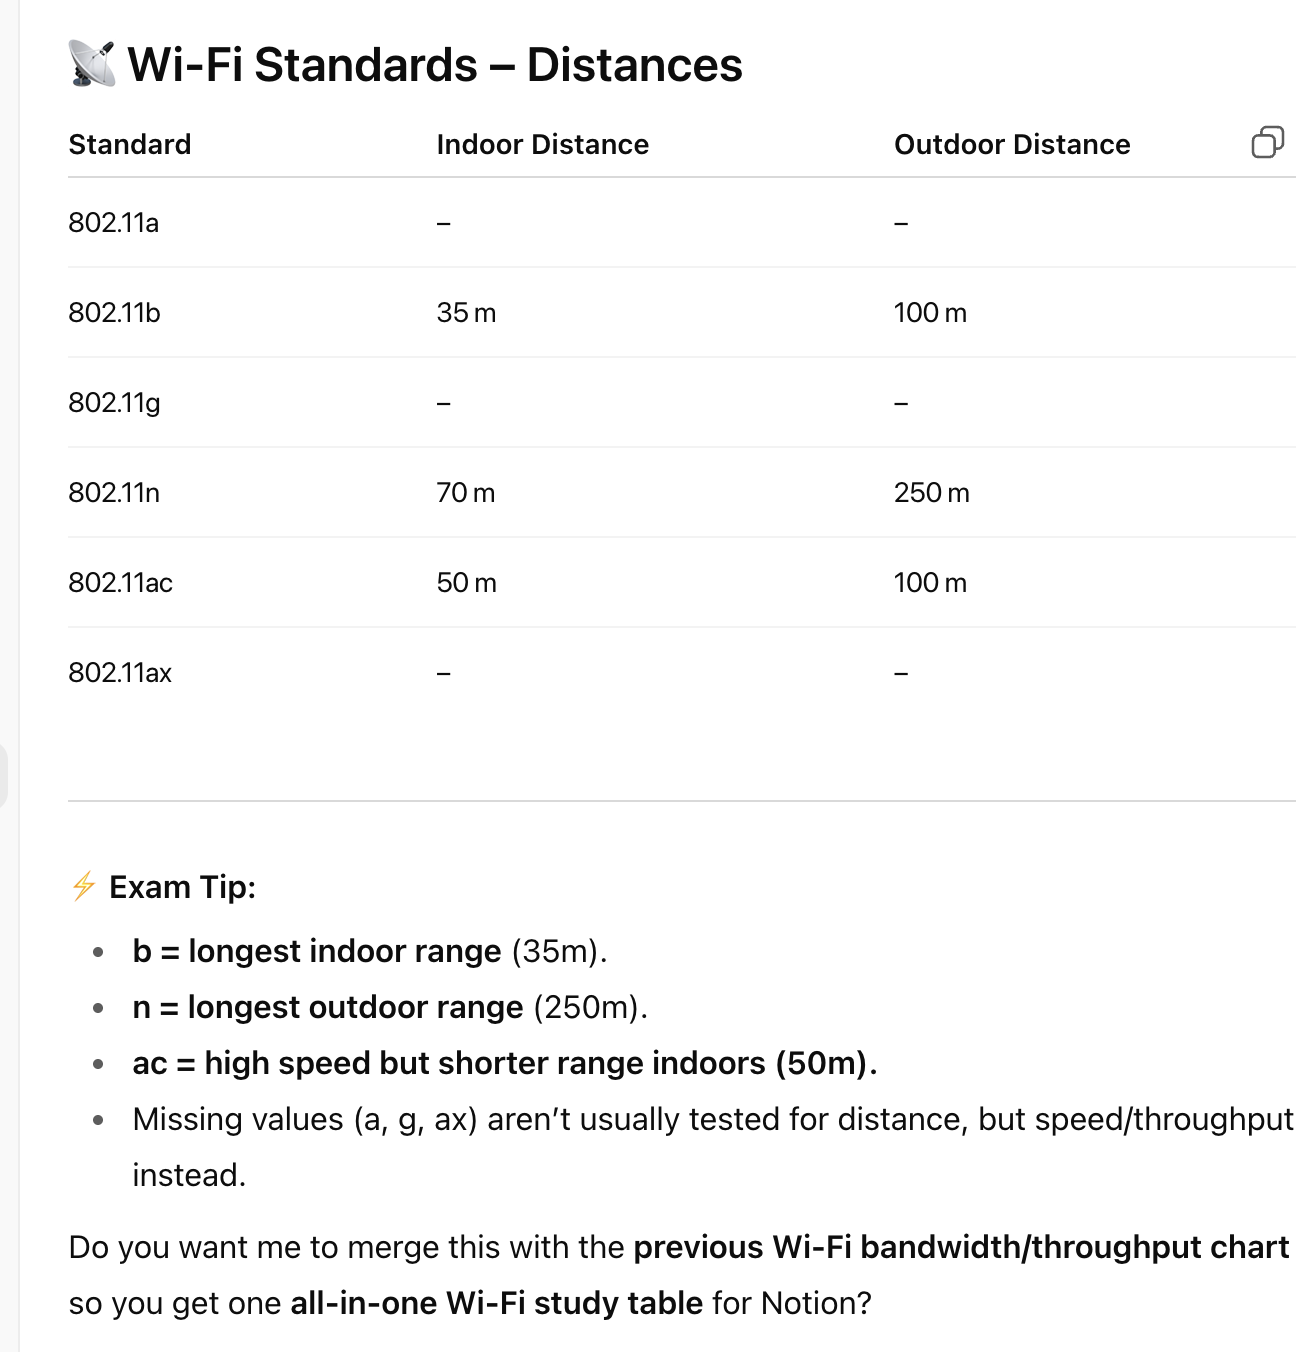 📡 Wi-Fi Standards – Distances
Standard Indoor Distance Outdoor Distance
802.11a – –
802.11b 35 m 100 m
802.11g – –
802.11n 70 m 250 m
802.11ac 50 m 100 m
802.11ax – –
⚡ Exam Tip:
• b = longest indoor range (35m).
• n = longest outdoor range (250m).
• ac = high speed but shorter range indoors (50m).
• Missing values (a, g, ax) aren’t usually tested for distance, but speed/throughput
instead.
Do you want me to merge this with the previous Wi-Fi bandwidth/throughput chart
so you get one all-in-one Wi-Fi study table for Notion?